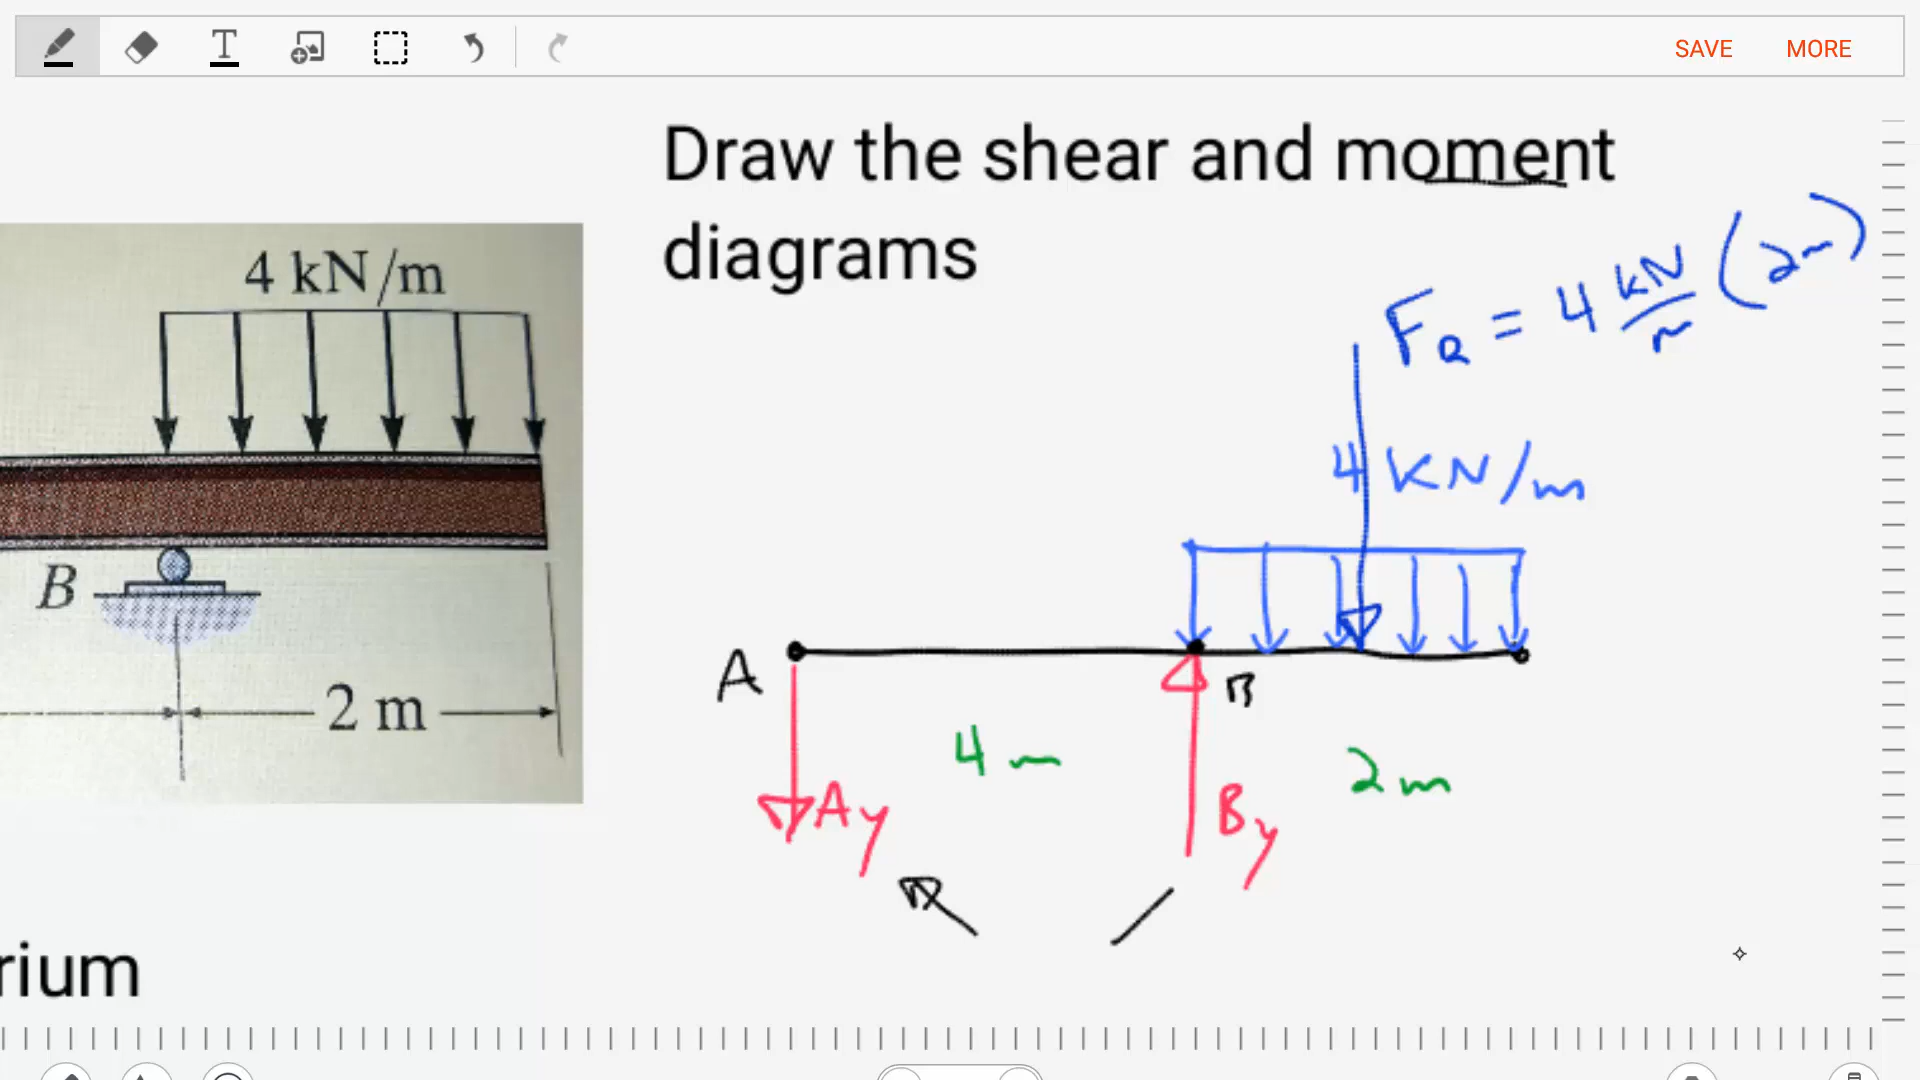 T
SAVE
MORE
Draw the shear and moment
diagrams
4 kN/m
F_R = 4 kN/m (2m)
4 KN/m
A
B
B
4 m
2 m
2 m
Ay
By
rium